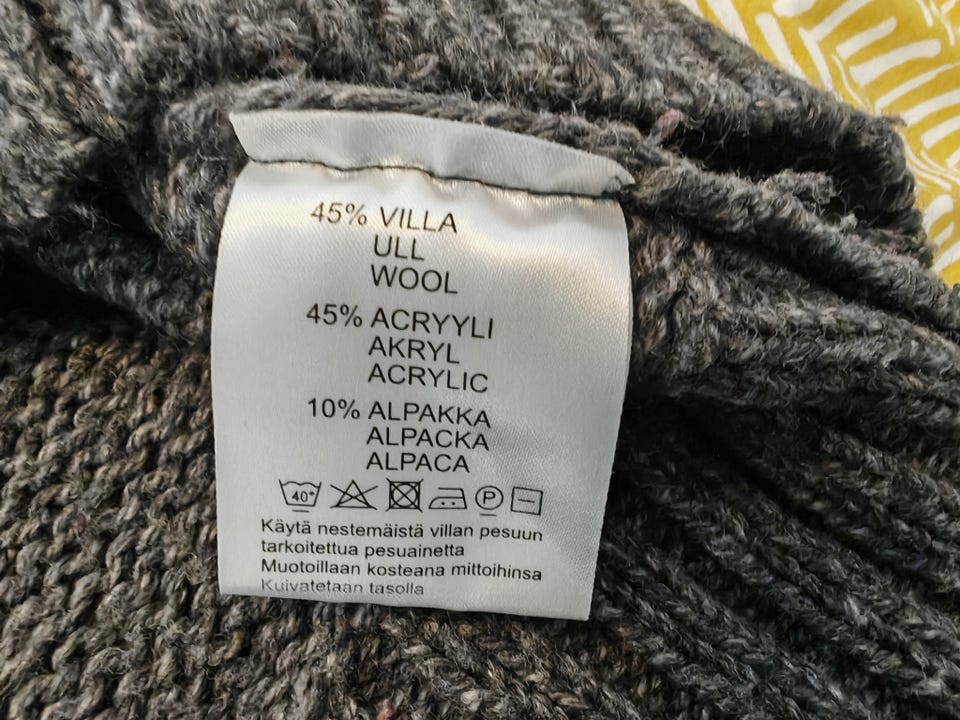 45% VILLA
ULL
WOOL
45% ACRYYLI
AKRYL
ACRYLIC
10% ALPAKKA
ALPACKA
ALPACA
40° P
Käytä nestemäistä villan pesuun
tarkoitettua pesuainetta
Muotoillaan kosteana mittoihinsa
Kuivatetaan tasolla